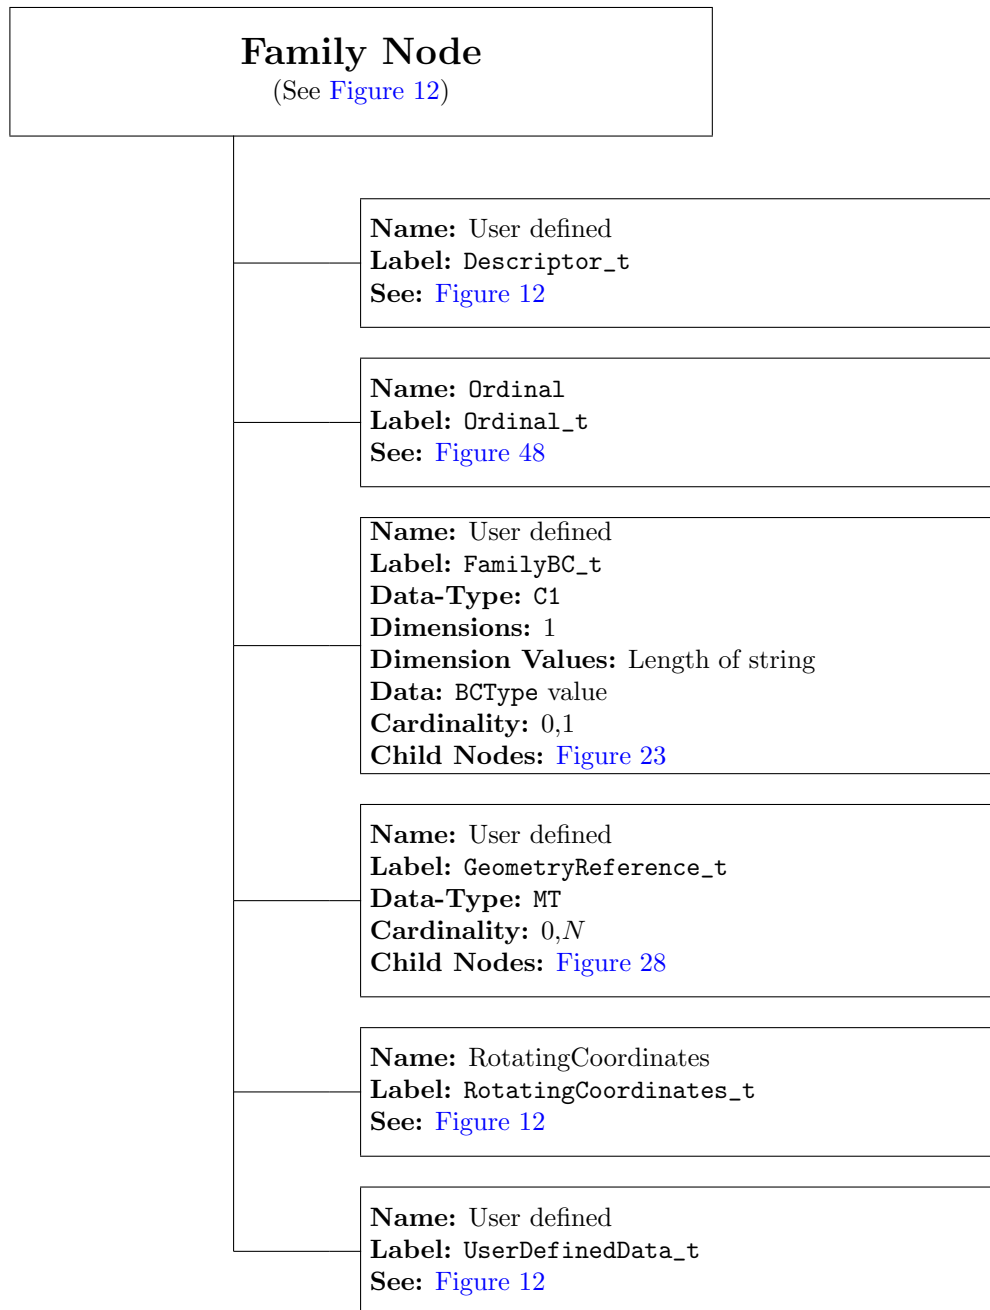 Family Node
(See Figure 12)
Name: User defined
Label: Descriptor_t
See: Figure 12
Name: Ordinal
Label: Ordinal_t
See: Figure 48
Name: User defined
Label: FamilyBC_t
Data-Type: C1
Dimensions: 1
Dimension Values: Length of string
Data: BCType value
Cardinality: 0,1
Child Nodes: Figure 23
Name: User defined
Label: GeometryReference_t
Data-Type: MT
Cardinality: 0,N
Child Nodes: Figure 28
Name: RotatingCoordinates
Label: RotatingCoordinates_t
See: Figure 12
Name: User defined
Label: UserDefinedData_t
See: Figure 12